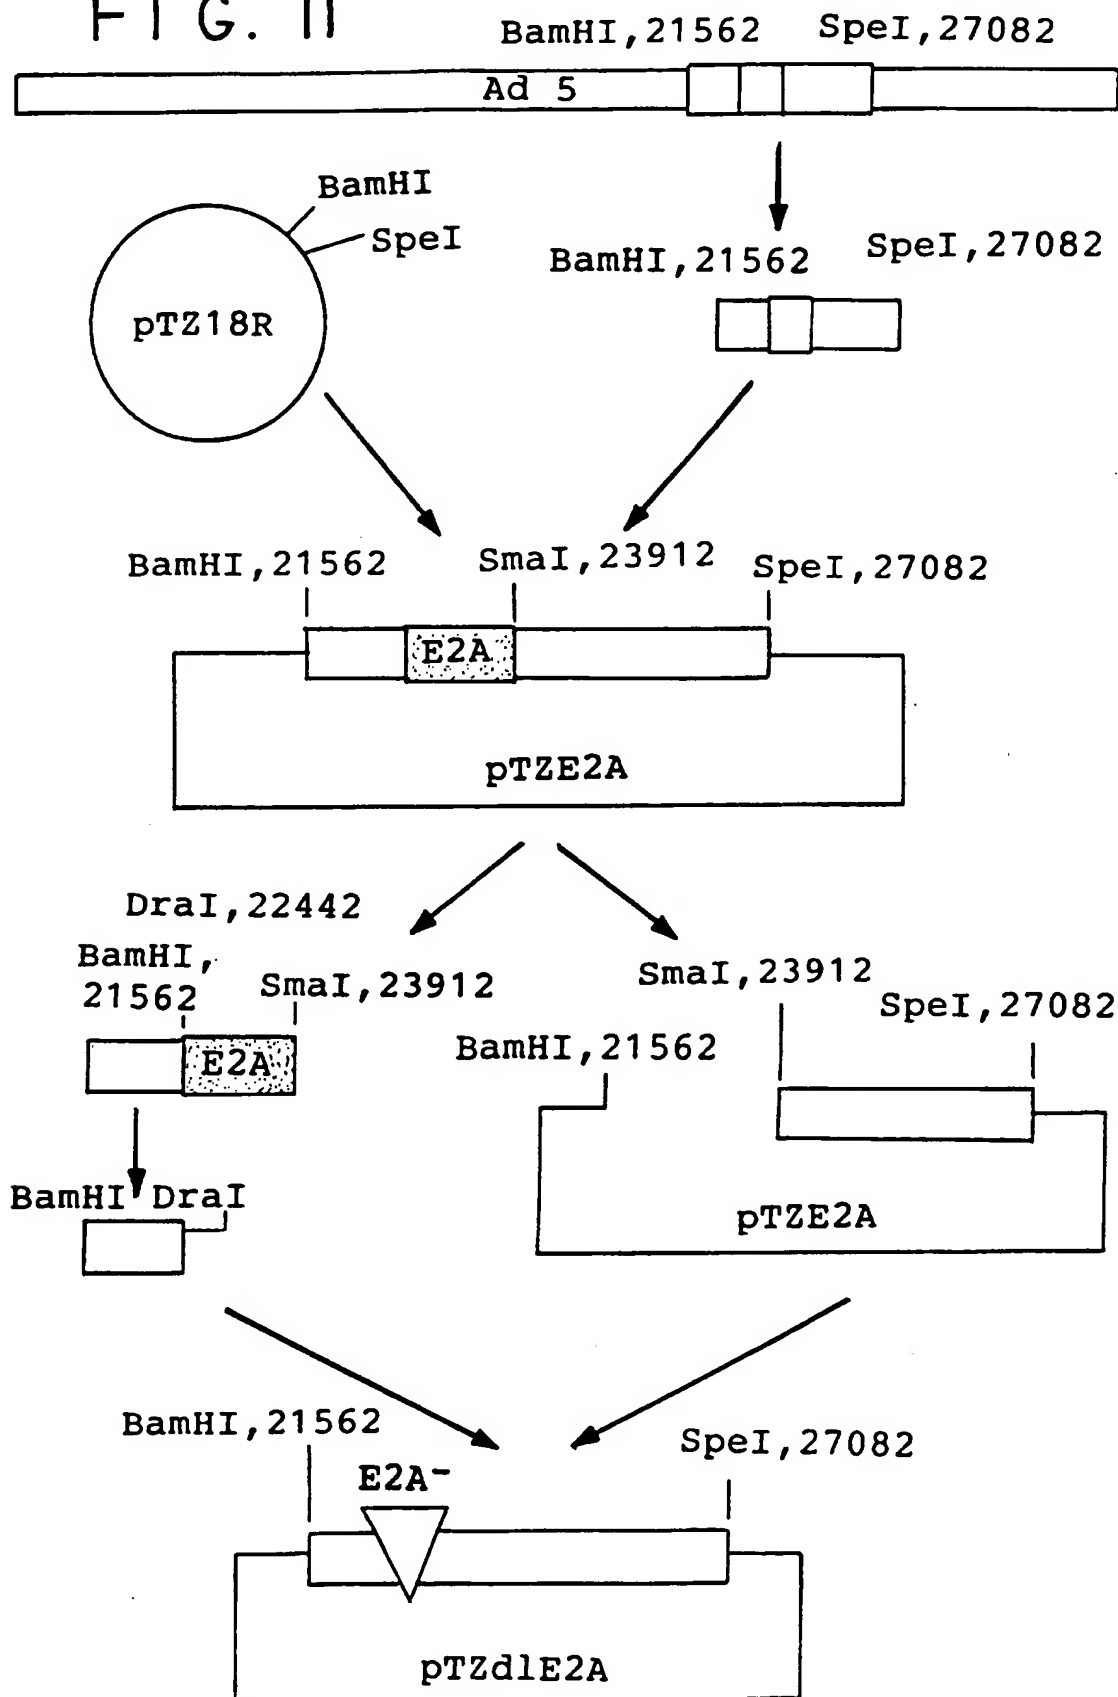 FIG. 11
BamHI,21562 SpeI,27082
Ad 5
BamHI
SpeI
pTZ18R
BamHI,21562 SpeI,27082
BamHI,21562 SmaI,23912 SpeI,27082
E2A
pTZE2A
DraI,22442
BamHI,
21562
SmaI,23912
E2A
SmaI,23912
SpeI,27082
BamHI,21562
BamHI DraI
pTZE2A
BamHI,21562
SpeI,27082
E2A⁻
pTZdlE2A